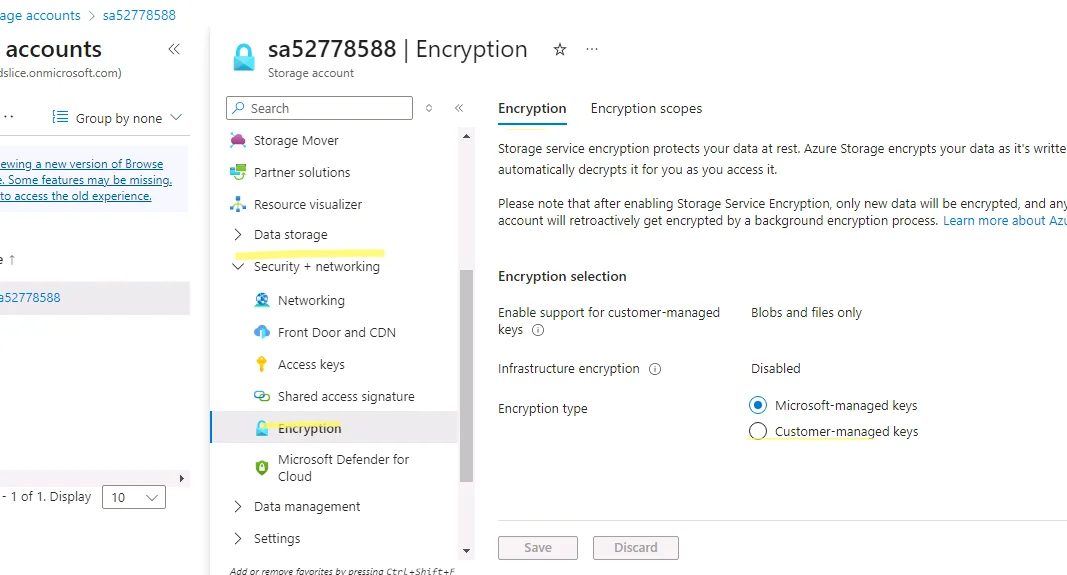 age accounts > sa52778588
accounts
dslice.onmicrosoft.com)
Group by none
ewing a new version of Browse
e. Some features may be missing.
to access the old experience.
e ↑
a52778588
- 1 of 1. Display 10
sa52778588 | Encryption
Storage account
Search
Storage Mover
Partner solutions
Resource visualizer
Data storage
Security + networking
Networking
Front Door and CDN
Access keys
Shared access signature
Encryption
Microsoft Defender for
Cloud
Data management
Settings
Add or remove favorites by pressing Ctrl+Shift+F
Encryption Encryption scopes
Storage service encryption protects your data at rest. Azure Storage encrypts your data as it's writte
automatically decrypts it for you as you access it.
Please note that after enabling Storage Service Encryption, only new data will be encrypted, and any
account will retroactively get encrypted by a background encryption process. Learn more about Azu
Encryption selection
Enable support for customer-managed
keys
Blobs and files only
Infrastructure encryption
Disabled
Encryption type
Microsoft-managed keys
Customer-managed keys
Save Discard